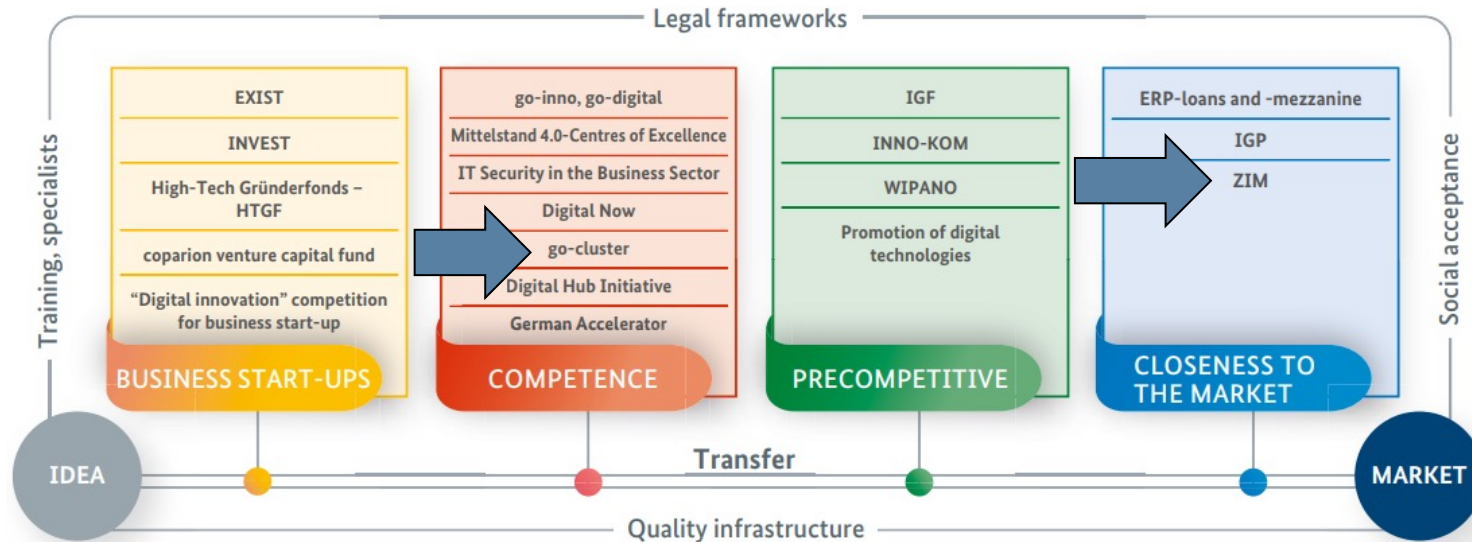 Legal frameworks
Training, specialists
EXIST
INVEST
High-Tech Gründerfonds –
HTGF
coparion venture capital fund
“Digital innovation” competition
for business start-up
BUSINESS START-UPS
go-inno, go-digital
Mittelstand 4.0-Centres of Excellence
IT Security in the Business Sector
Digital Now
go-cluster
Digital Hub Initiative
German Accelerator
COMPETENCE
IGF
INNO-KOM
WIPANO
Promotion of digital
technologies
PRECOMPETITIVE
ERP-loans and -mezzanine
IGP
ZIM
CLOSENESS TO
THE MARKET
Social acceptance
IDEA
Transfer
MARKET
Quality infrastructure